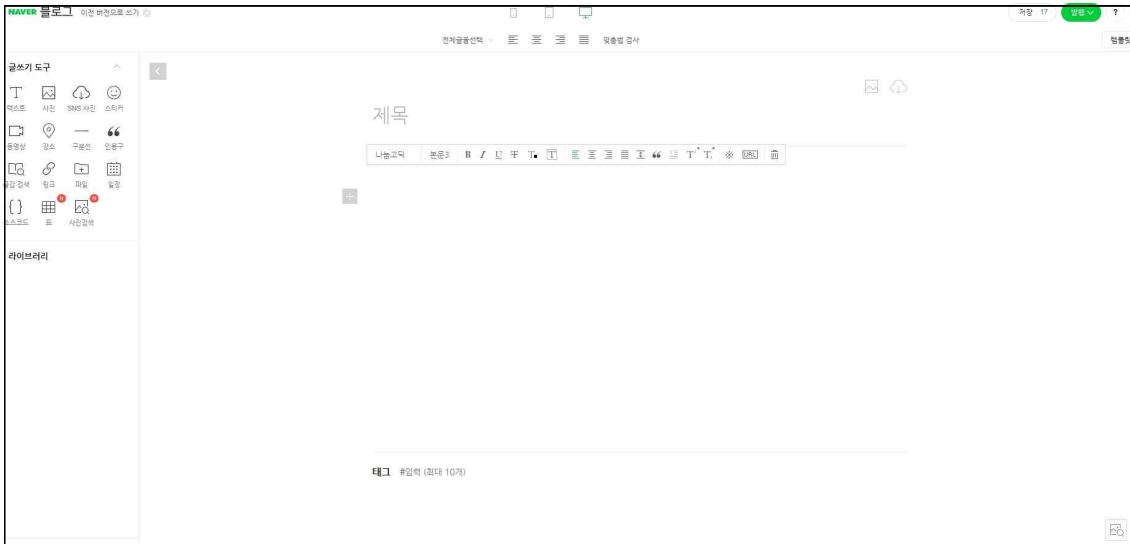 NAVER 블로그 이전 버전으로 쓰기
저장 17 발행 ?
전체글꼴선택 맞춤법 검사
글쓰기 도구
텍스트 사진 SNS 사진 스티커
동영상 장소 구분선 인용구
글감 검색 링크 파일 일정
소스코드 표 사진검색
N N
라이브러리
제목
나눔고딕 본문3 B I U T T T T T URL
태그 #입력 (최대 10개)